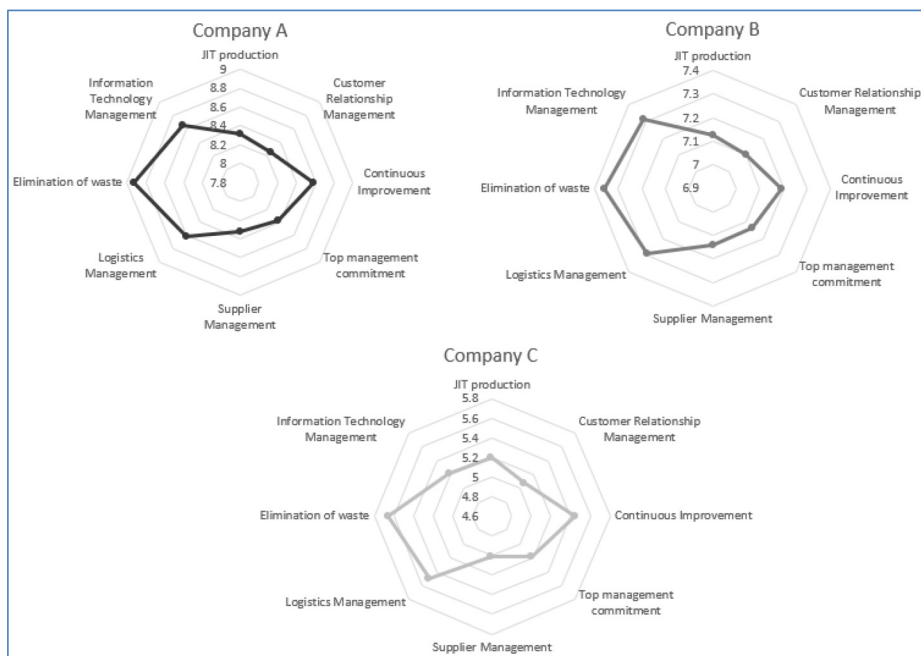 Company A
JIT production
9
8.8
8.6
8.4
8.2
8
7.8
Customer
Relationship
Management
Continuous
Improvement
Top management
commitment
Supplier
Management
Logistics
Management
Elimination of waste
Information
Technology
Management
Company B
JIT production
7.4
7.3
7.2
7.1
7
6.9
Customer Relationship
Management
Continuous
Improvement
Top management
commitment
Supplier Management
Logistics Management
Elimination of waste
Information Technology
Management
Company C
JIT production
5.8
5.6
5.4
5.2
5
4.8
4.6
Customer Relationship
Management
Continuous Improvement
Top management
commitment
Supplier Management
Logistics Management
Elimination of waste
Information Technology
Management